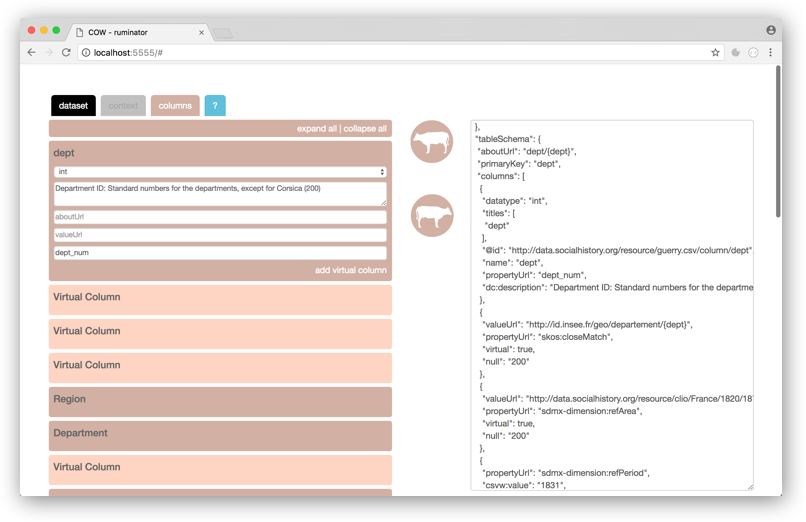 COW - ruminator
localhost:5555/#
dataset
context
columns
?
expand all | collapse all
dept
int
Department ID: Standard numbers for the departments, except for Corsica (200)
aboutUrl
valueUrl
dept_num
add virtual column
Virtual Column
Virtual Column
Virtual Column
Region
Department
Virtual Column
},
"tableSchema": {
"aboutUrl": "dept/{dept}",
"primaryKey": "dept",
"columns": [
{
"datatype": "int",
"titles": [
"dept"
],
"@id": "http://data.socialhistory.org/resource/guerry.csv/column/dept"
"name": "dept",
"propertyUrl": "dept_num",
"dc:description": "Department ID: Standard numbers for the departme
},
{
"valueUrl": "http://id.insee.fr/geo/departement/{dept}",
"propertyUrl": "skos:closeMatch",
"virtual": true,
"null": "200"
},
{
"valueUrl": "http://data.socialhistory.org/resource/clio/France/1820/18
"propertyUrl": "sdmx-dimension:refArea",
"virtual": true,
"null": "200"
},
{
"propertyUrl": "sdmx-dimension:refPeriod",
"csvw:value": "1831",